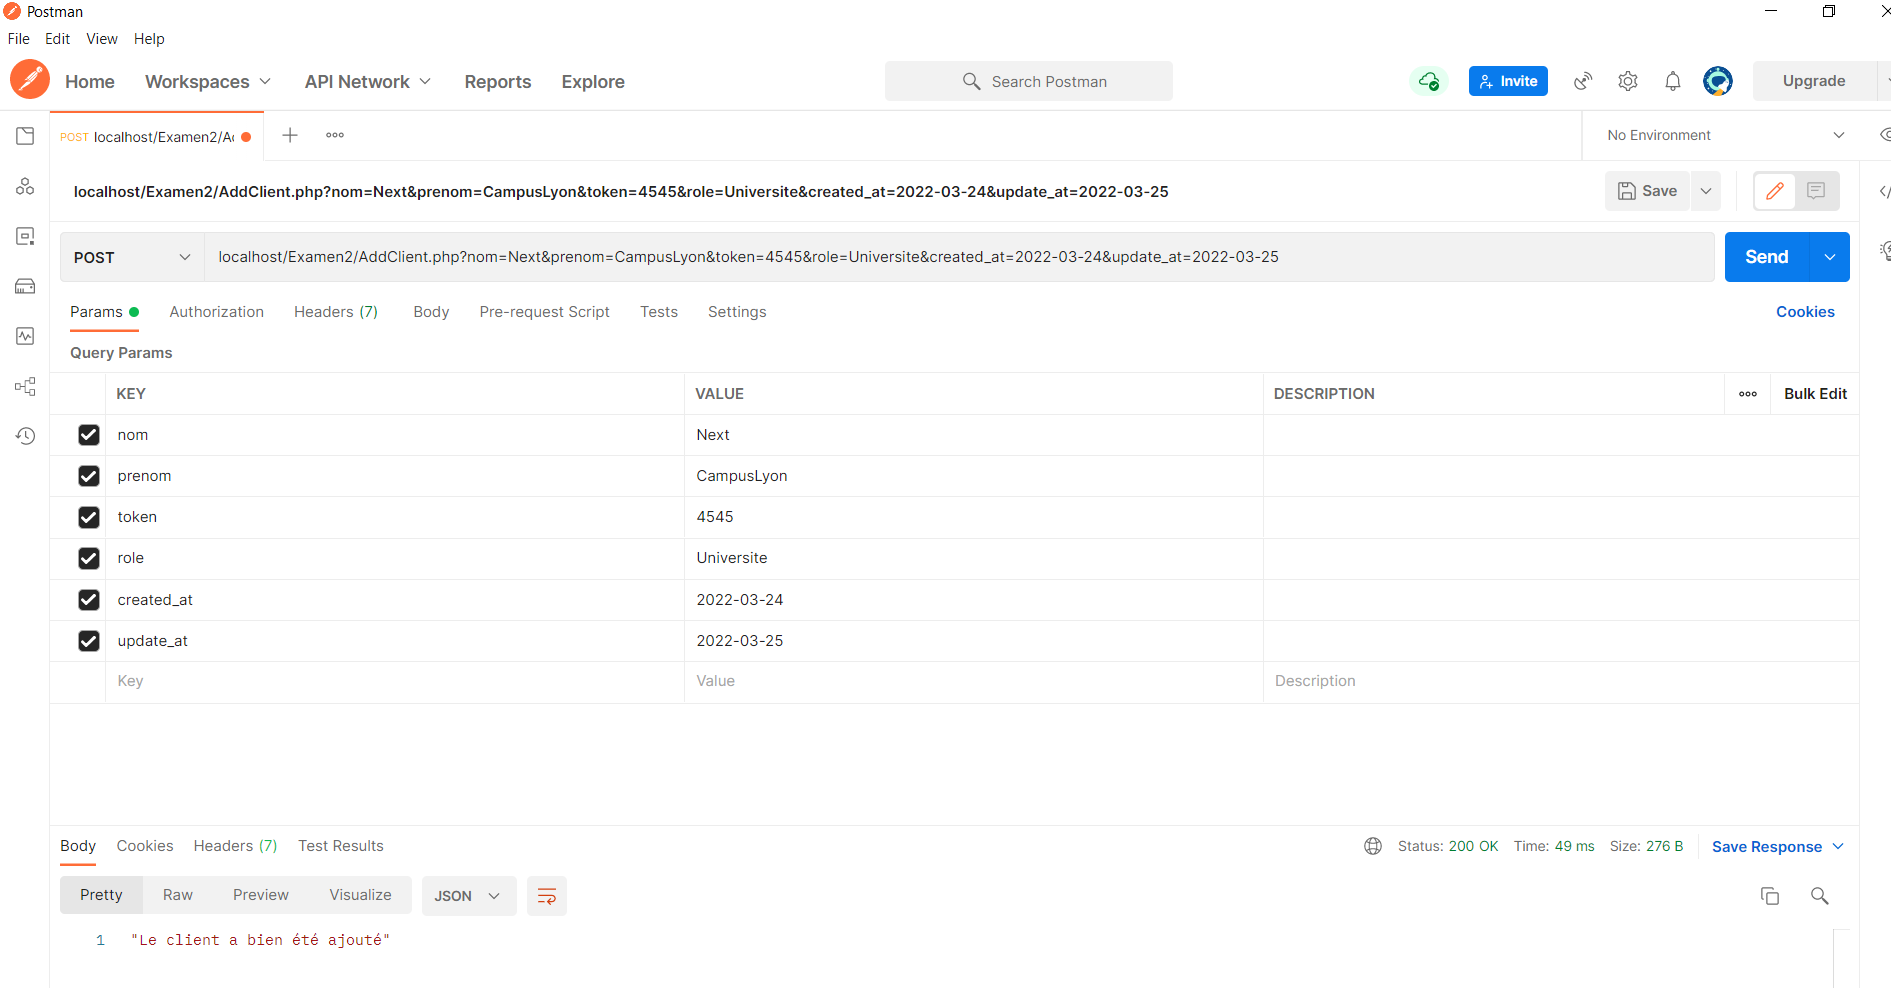 Postman
File Edit View Help
Home Workspaces API Network Reports Explore Search Postman Invite Upgrade
POST localhost/Examen2/Ac No Environment
localhost/Examen2/AddClient.php?nom=Next&prenom=CampusLyon&token=4545&role=Universite&created_at=2022-03-24&update_at=2022-03-25 Save
POST localhost/Examen2/AddClient.php?nom=Next&prenom=CampusLyon&token=4545&role=Universite&created_at=2022-03-24&update_at=2022-03-25 Send
Params Authorization Headers (7) Body Pre-request Script Tests Settings Cookies
Query Params
KEY VALUE DESCRIPTION Bulk Edit
nom Next
prenom CampusLyon
token 4545
role Universite
created_at 2022-03-24
update_at 2022-03-25
Key Value Description
Body Cookies Headers (7) Test Results Status: 200 OK Time: 49 ms Size: 276 B Save Response
Pretty Raw Preview Visualize JSON
1 "Le client a bien été ajouté"